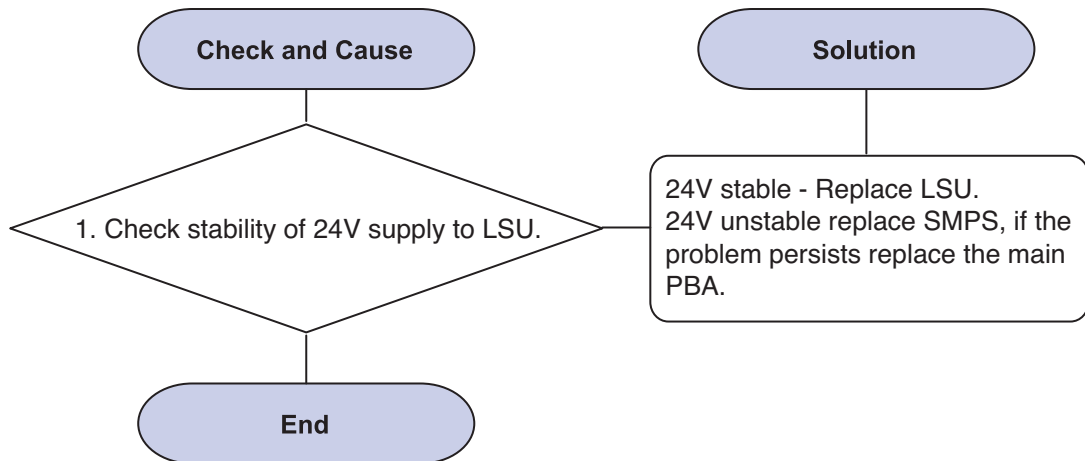 Check and Cause
Solution
1. Check stability of 24V supply to LSU.
24V stable - Replace LSU.
24V unstable replace SMPS, if the
problem persists replace the main
PBA.
End